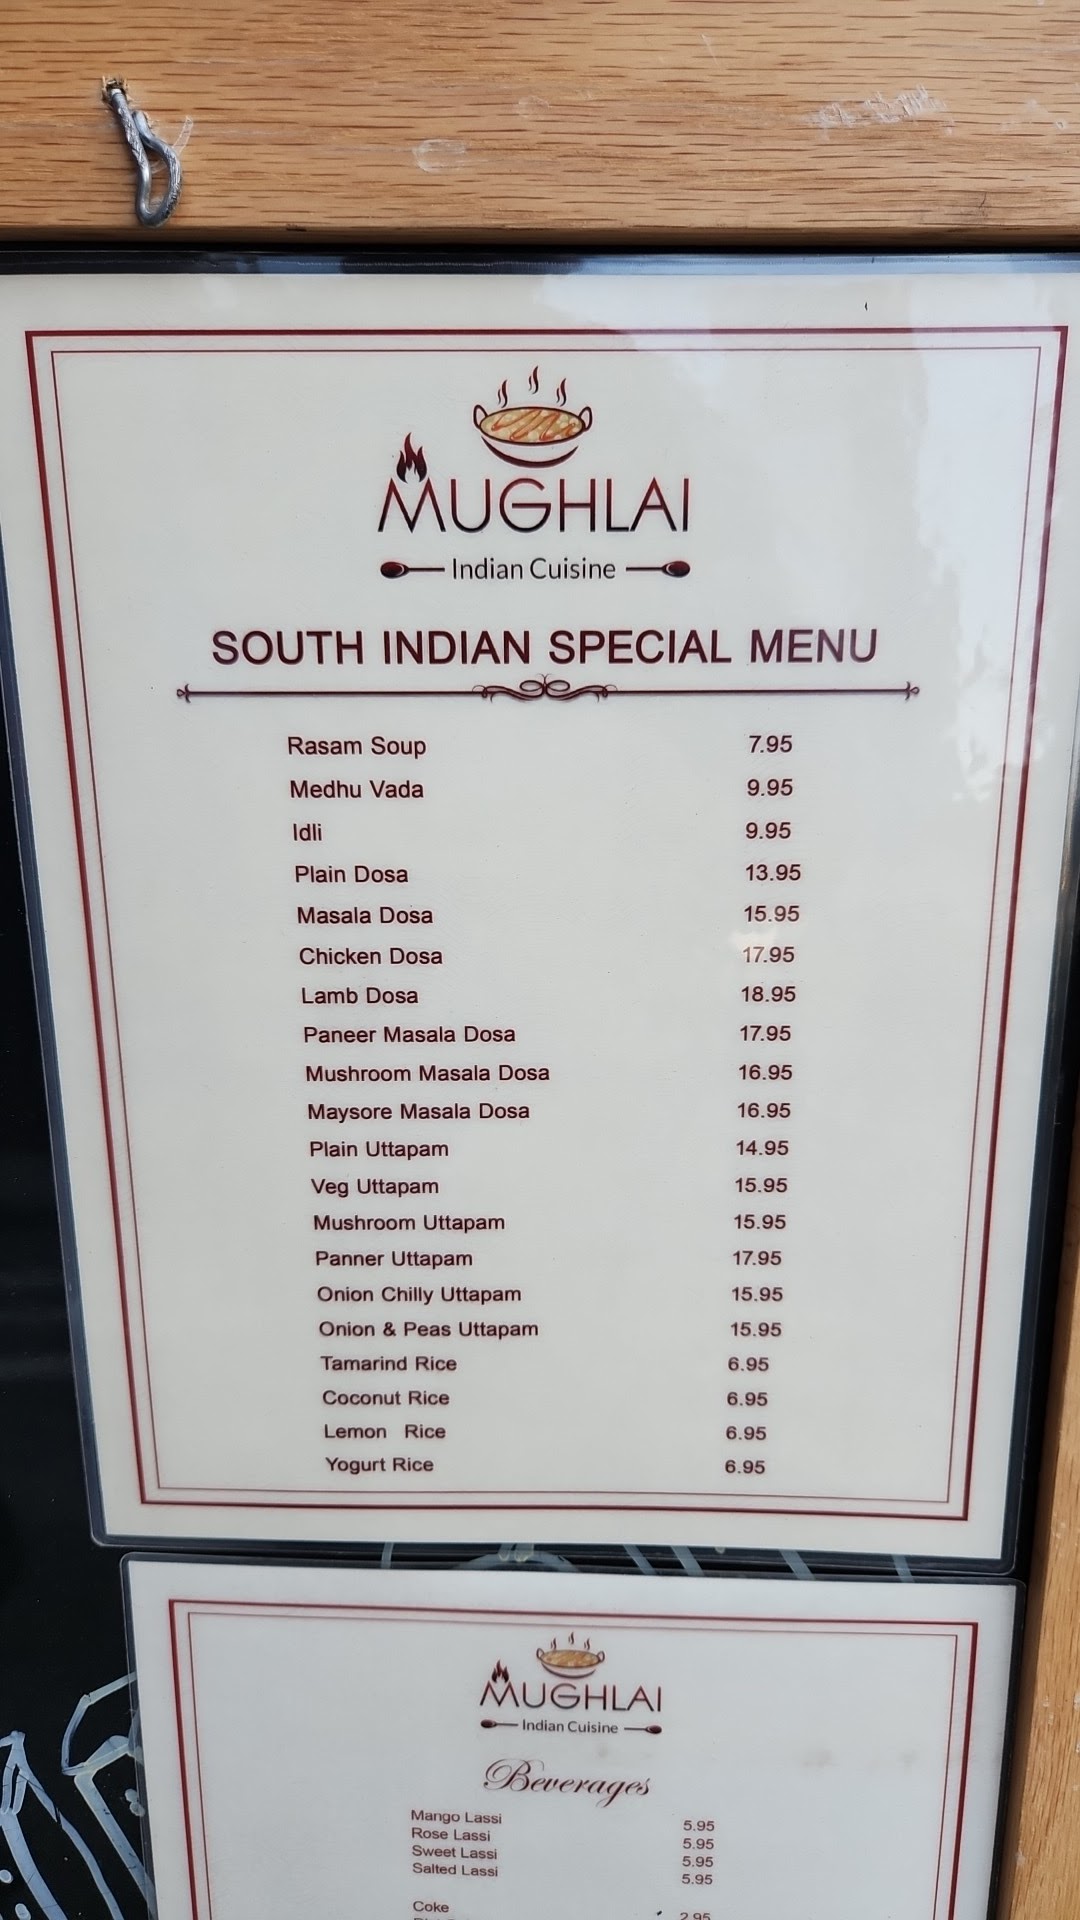 MUGHLAI
Indian Cuisine
SOUTH INDIAN SPECIAL MENU
Rasam Soup 7.95
Medhu Vada 9.95
Idli 9.95
Plain Dosa 13.95
Masala Dosa 15.95
Chicken Dosa 17.95
Lamb Dosa 18.95
Paneer Masala Dosa 17.95
Mushroom Masala Dosa 16.95
Maysore Masala Dosa 16.95
Plain Uttapam 14.95
Veg Uttapam 15.95
Mushroom Uttapam 15.95
Panner Uttapam 17.95
Onion Chilly Uttapam 15.95
Onion & Peas Uttapam 15.95
Tamarind Rice 6.95
Coconut Rice 6.95
Lemon Rice 6.95
Yogurt Rice 6.95
MUGHLAI
Indian Cuisine
Beverages
Mango Lassi 5.95
Rose Lassi 5.95
Sweet Lassi 5.95
Salted Lassi 5.95
Coke 2.95